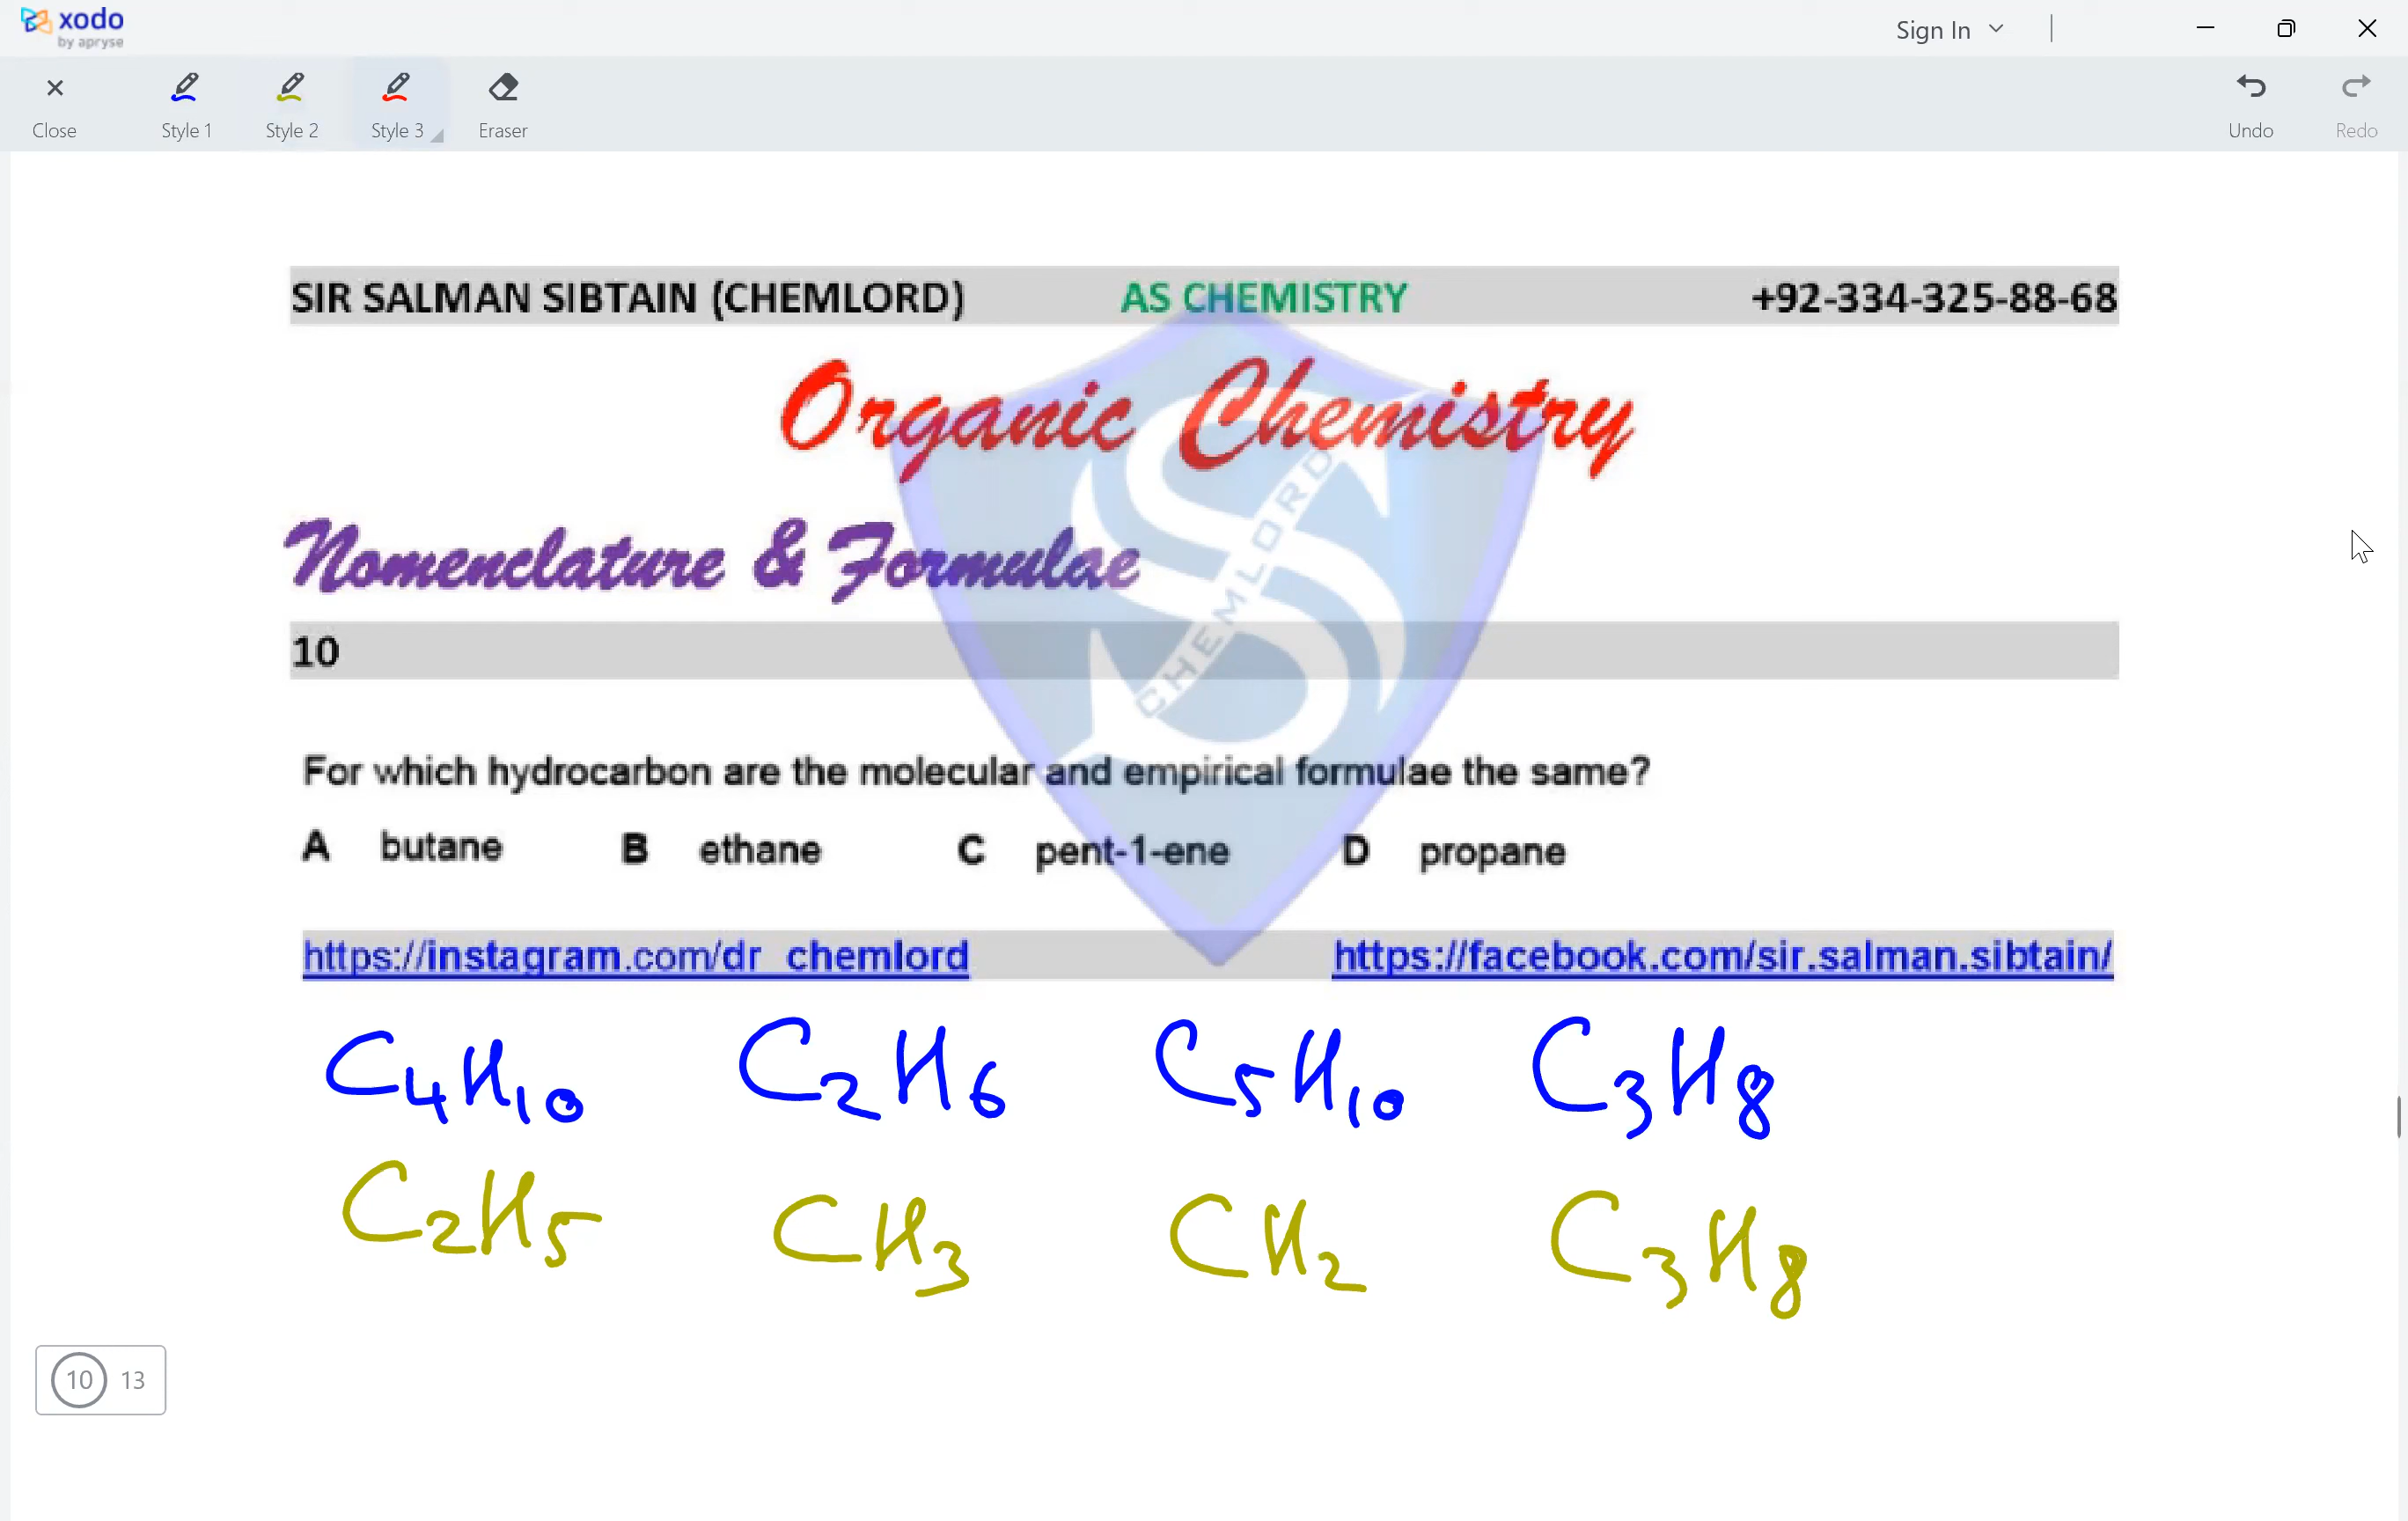 xodo
by apryse
Sign In
Close Style 1 Style 2 Style 3 Eraser Undo Redo
SIR SALMAN SIBTAIN (CHEMLORD) AS CHEMISTRY +92-334-325-88-68
Organic Chemistry
Nomenclature & Formulae
CHEMLORD
10
For which hydrocarbon are the molecular and empirical formulae the same?
A butane B ethane C pent-1-ene D propane
https://instagram.com/dr_chemlord https://facebook.com/sir.salman.sibtain/
C₄H₁₀ C₂H₆ C₅H₁₀ C₃H₈
C₂H₅ CH₃ CH₂ C₃H₈
10 13